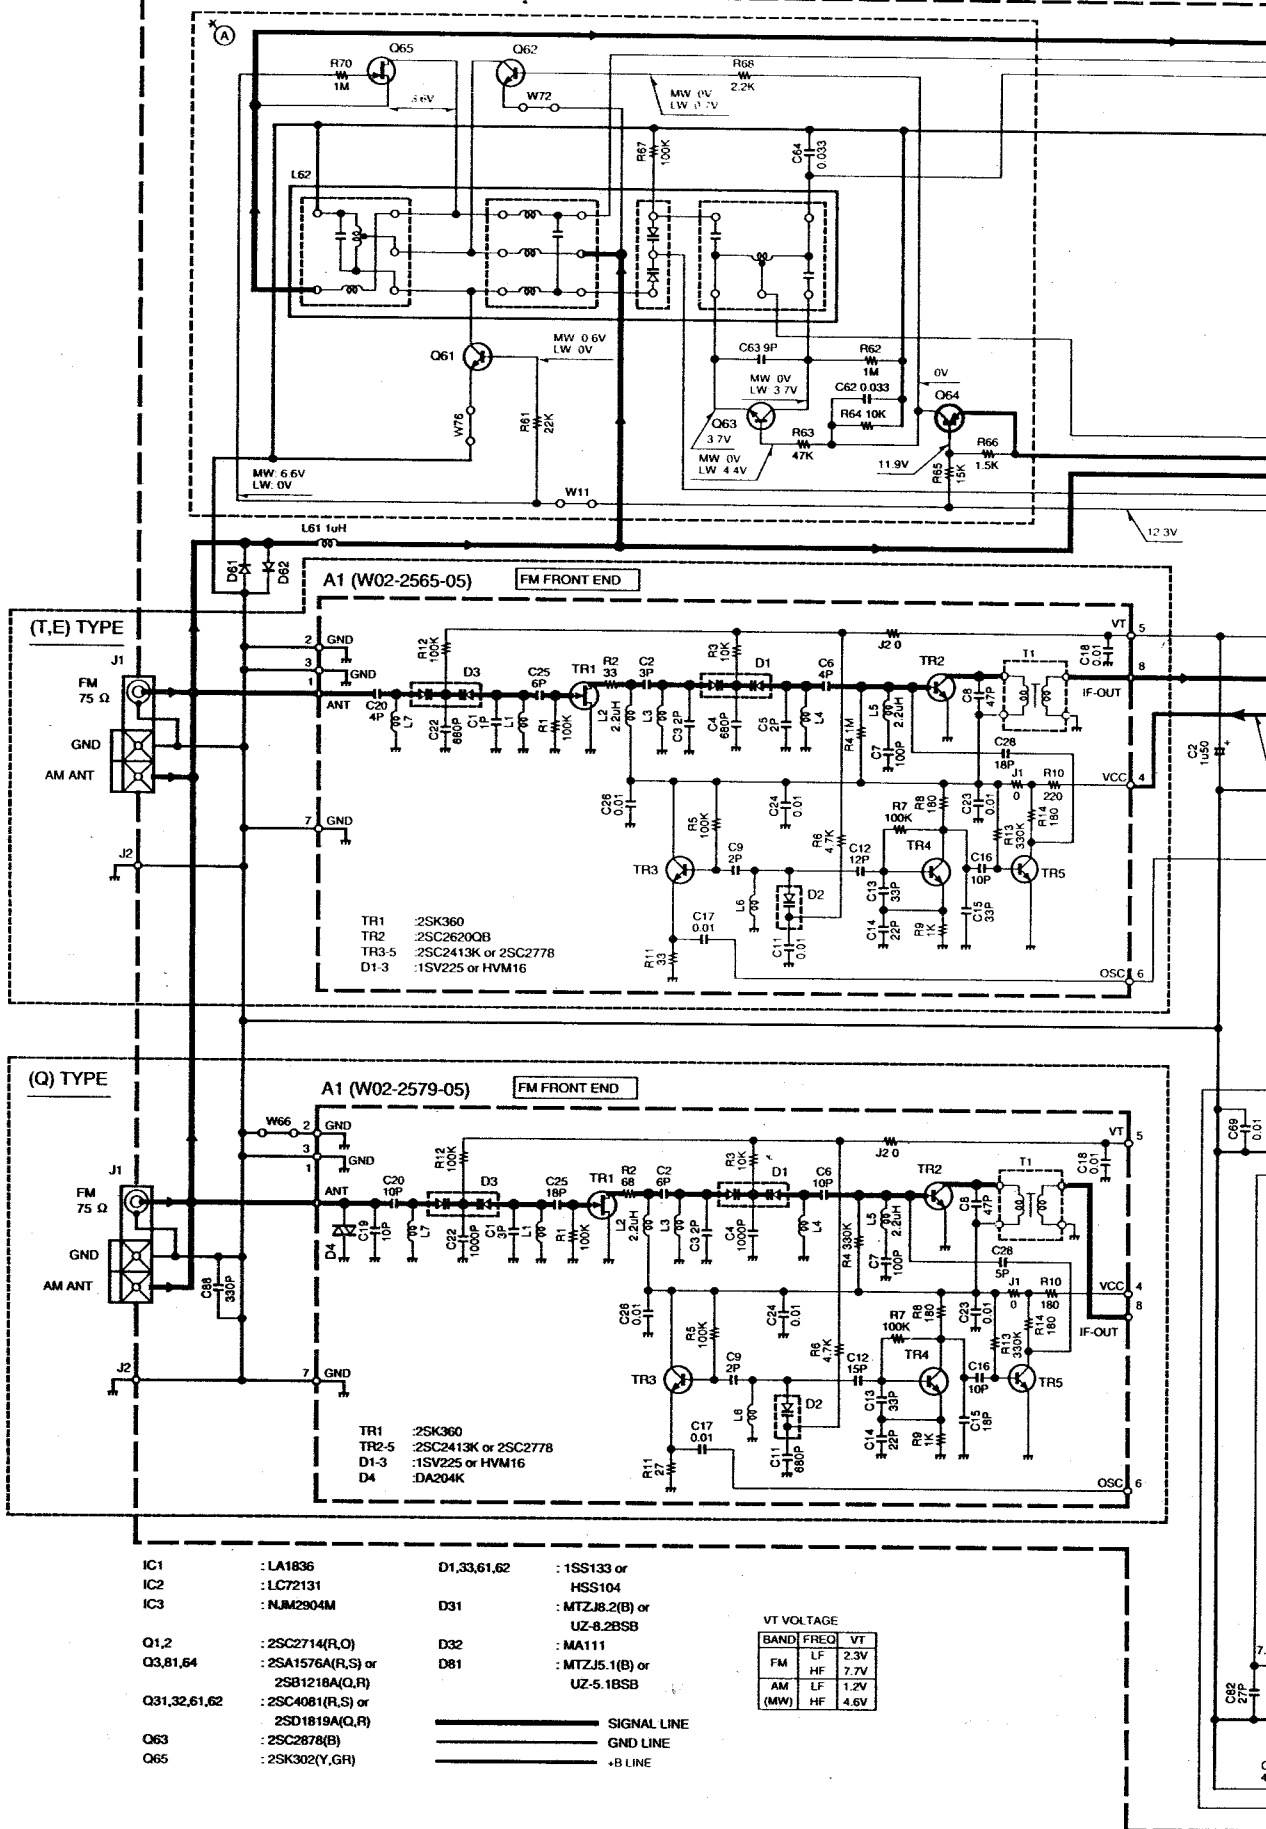 *
A
Q65
Q62
R70
1M
R68
2.2K
3.6V
W72
MW 0V
LW 0.7V
R67
100K
C64
0.033
L62
MW 0.6V
LW 0V
C63 9P
R62
1M
Q61
MW 0V
LW 3.7V
C62 0.033
0V
Q64
W76
R61
22K
Q63
R64 10K
3.7V
R63
47K
R66
1.5K
MW 0V
LW 4.4V
11.9V
R65
15K
MW: 6.6V
LW: 0V
W11
L61 1uH
12.3V
D61
D62
A1 (W02-2565-05)
FM FRONT END
(T,E) TYPE
2 GND
3 GND
1
ANT
R12
100K
R3
10K
J2 0
C18
0.01
VT 5
J1
FM
75 Ω
GND
AM ANT
C20
4P
L7
D3
C22
680P
C1
1P
L1
C25
6P
R1
100K
TR1
R2
33
C2
3P
L2
2.2uH
L3
C3 2P
D1
C4
680P
C5
2P
C6
4P
L4
R4 1M
L5
2.2uH
C7
100P
TR2
C8
47P
T1
8
IF-OUT
C28
18P
C2
1u50
+
VCC 4
J1
0
R10
220
7 GND
J2
C26
0.01
R5
100K
C24
0.01
R6
4.7K
R7
100K
R8
180
C23
0.01
R13
330K
R14
180
TR3
C9
2P
C12
12P
TR4
C16
10P
TR5
L6
D2
C13
33P
C15
33P
C17
0.01
C11
0.01
C14
22P
R9
1K
R11
33
OSC 6
TR1 :2SK360
TR2 :2SC2620QB
TR3-5 :2SC2413K or 2SC2778
D1-3 :1SV225 or HVM16
(Q) TYPE
A1 (W02-2579-05)
FM FRONT END
W66
2 GND
3 GND
1
ANT
R12
100K
R3
10K
J2 0
C18
0.01
VT 5
C69
0.01
J1
FM
75 Ω
GND
AM ANT
D4
C19
10P
C20
10P
L7
D3
C22
1000P
C1
3P
L1
C25
18P
R1
100K
TR1
R2
68
C2
6P
L2
2.2uH
L3
C3 2P
D1
C4
1000P
C6
10P
L4
R4 330K
L5
2.2uH
C7
100P
TR2
C8
47P
T1
C28
5P
C88
330P
VCC 4
8
IF-OUT
J1
0
R10
180
J2
7 GND
C26
0.01
R5
100K
C24
0.01
R6
4.7K
R7
100K
R8
180
C23
0.01
R13
330K
R14
180
TR3
C9
2P
C12
15P
TR4
C16
10P
TR5
L6
D2
C13
33P
C15
18P
C17
0.01
C11
680P
C14
22P
R9
1K
R11
27
OSC 6
TR1 :2SK360
TR2-5 :2SC2413K or 2SC2778
D1-3 :1SV225 or HVM16
D4 :DA204K
IC1 : LA1836
IC2 : LC72131
IC3 : NJM2904M
Q1,2 : 2SC2714(R,O)
Q3,81,64 : 2SA1576A(R,S) or
2SB1218A(Q,R)
Q31,32,61,62 : 2SC4081(R,S) or
2SD1819A(Q,R)
Q63 : 2SC2878(B)
Q65 : 2SK302(Y,GR)
D1,33,61,62 : 1SS133 or
HSS104
D31 : MTZJ8.2(B) or
UZ-8.2BSB
D32 : MA111
D81 : MTZJ5.1(B) or
UZ-5.1BSB
SIGNAL LINE
GND LINE
+B LINE
VT VOLTAGE
BAND FREQ VT
FM LF 2.3V
HF 7.7V
AM LF 1.2V
(MW) HF 4.6V
C82
27P
7.